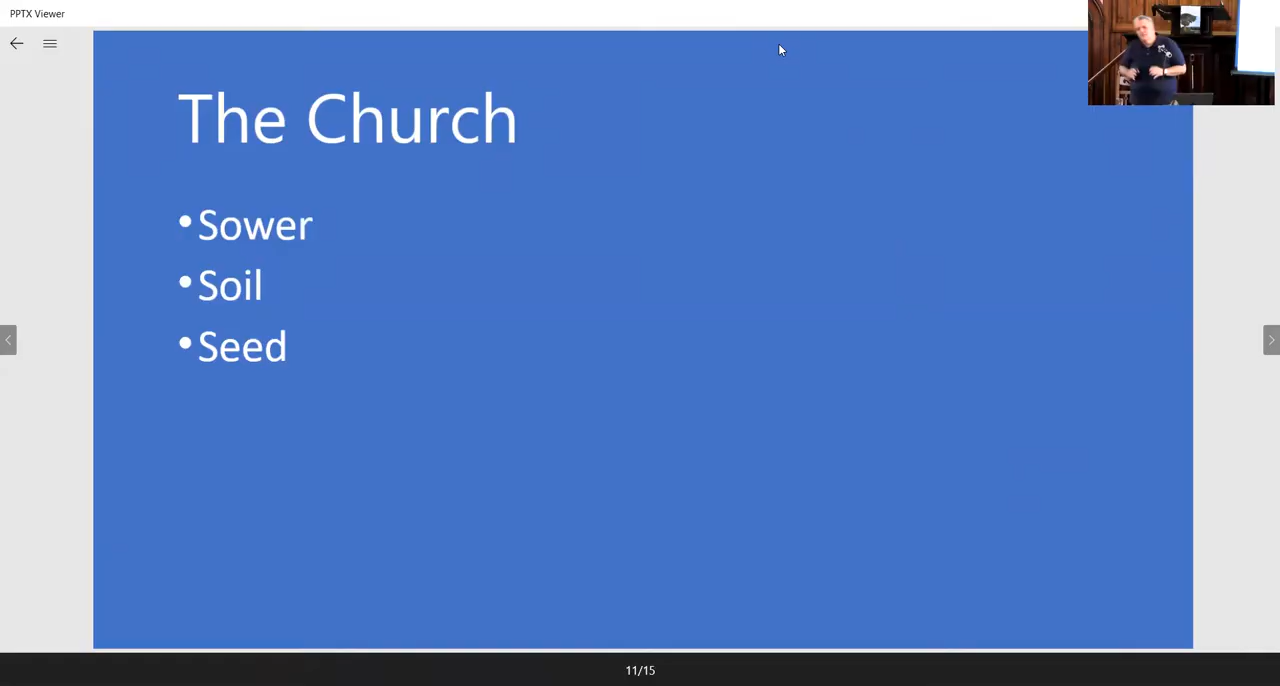 PPTX Viewer
The Church
• Sower
• Soil
• Seed
11/15